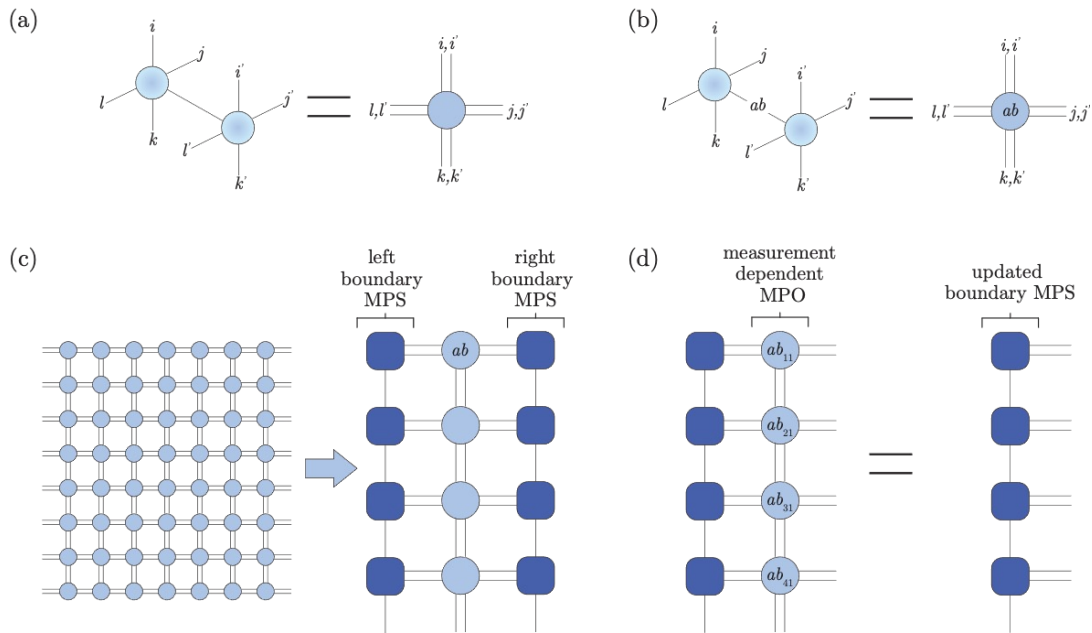 (a)
i
j
l
k
i'
j'
l'
k'
i,i'
l,l'
j,j'
k,k'
(b)
i
j
l
k
ab
i'
j'
l'
k'
i,i'
l,l'
ab
j,j'
k,k'
(c)
left
boundary
MPS
right
boundary
MPS
ab
(d)
measurement
dependent
MPO
updated
boundary MPS
ab₁₁
ab₂₁
ab₃₁
ab₄₁